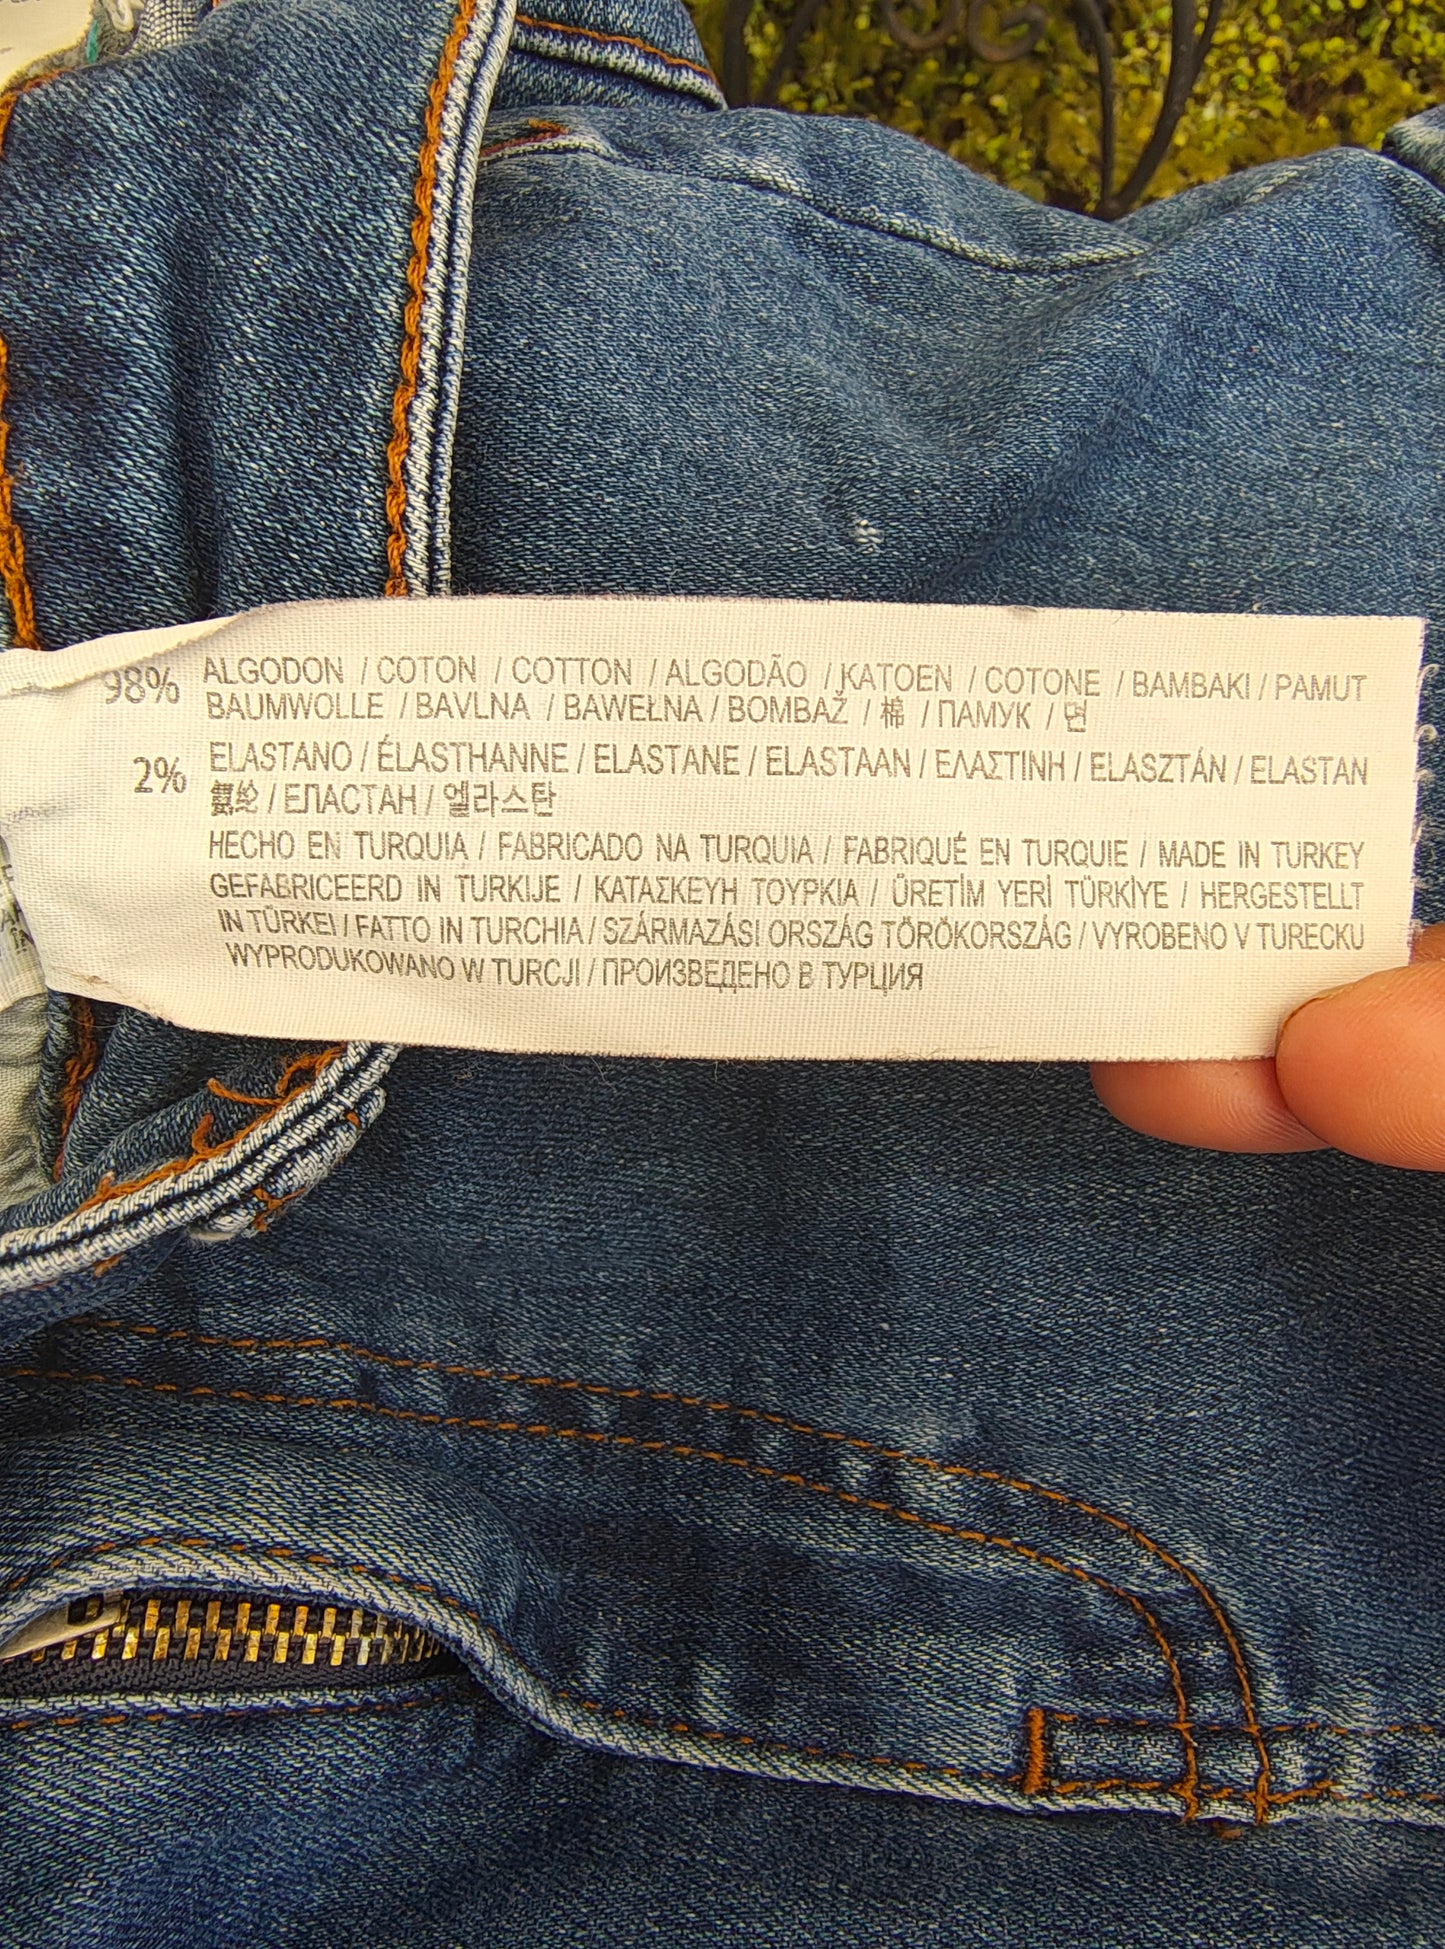 98% ALGODON / COTON / COTTON / ALGODÃO / KATOEN / COTONE / BAMBAKI / PAMUT
BAUMWOLLE / BAVLNA / BAWEŁNA / BOMBAŽ / 棉 / ПАМУК / 면
2% ELASTANO / ÉLASTHANNE / ELASTANE / ELASTAAN / ΕΛΑΣΤΙΝΗ / ELASZTÁN / ELASTAN
氨纶 / ЕЛАСТАН / 엘라스탄
HECHO EN TURQUIA / FABRICADO NA TURQUIA / FABRIQUÉ EN TURQUIE / MADE IN TURKEY
GEFABRICEERD IN TURKIJE / ΚΑΤΑΣΚΕΥΗ ΤΟΥΡΚΙΑ / ÜRETİM YERİ TÜRKİYE / HERGESTELLT
IN TÜRKEI / FATTO IN TURCHIA / SZÁRMAZÁSI ORSZÁG TÖRÖKORSZÁG / VYROBENO V TURECKU
WYPRODUKOWANO W TURCJI / ПРОИЗВЕДЕНО В ТУРЦИЯ